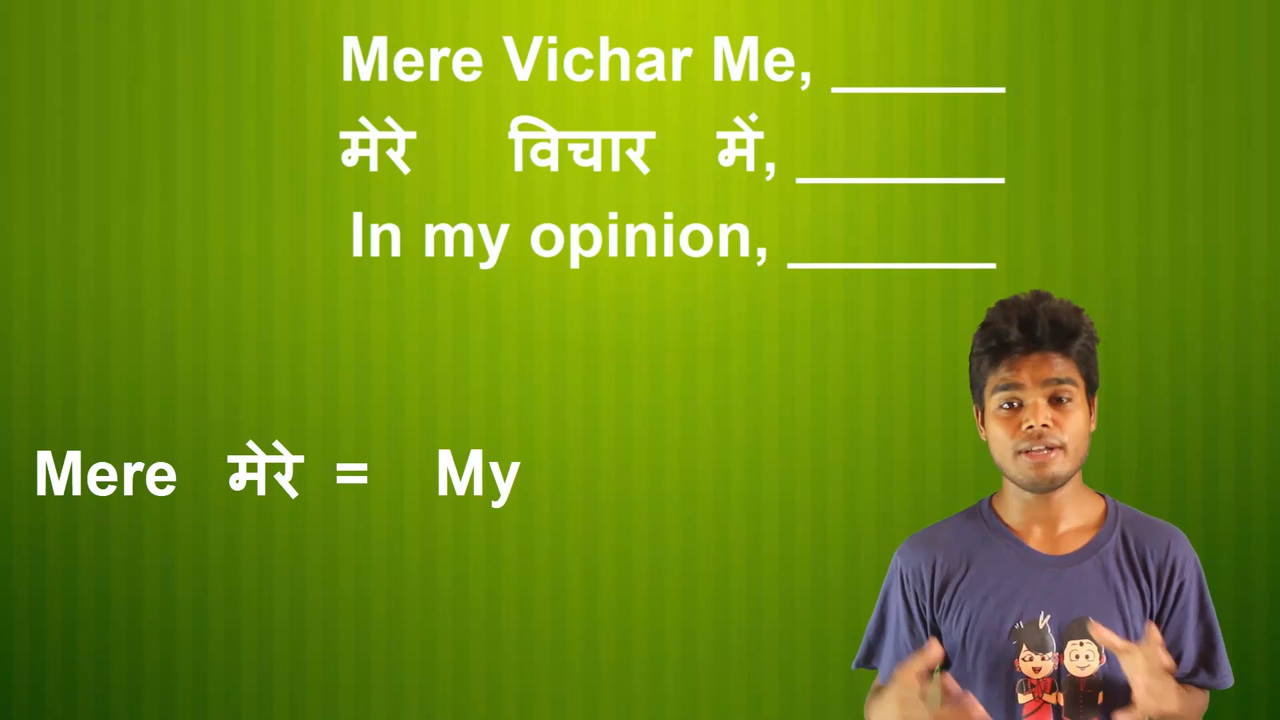 Mere Vichar Me, ______
मेरे विचार में, _______
In my opinion, _______
Mere मेरे = My